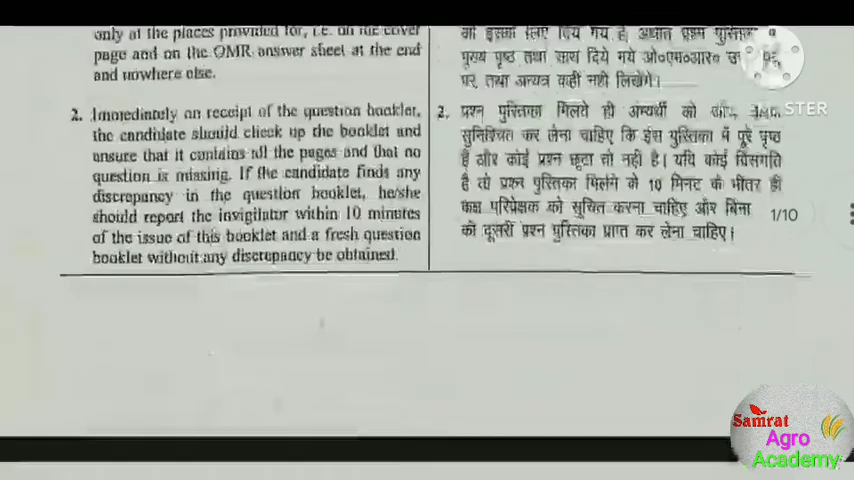 only at the places provided for, i.e. on the cover
page and on the OMR answer sheet at the end
and nowhere else.
2. Immediately on receipt of the question booklet,
the candidate should check up the booklet and
ensure that it contains all the pages and that no
question is missing. If the candidate finds any
discrepancy in the question booklet, he/she
should report the invigilator within 10 minutes
of the issue of this booklet and a fresh question
booklet without any discrepancy be obtained.
को इसके लिए दिये गये है, अर्थात प्रश्न पुस्तिका
मुख्य पृष्ठ तथा साथ दिये गये ओ०एम०आर०
पर, तथा अन्यत्र कहीं नही लिखेंगे।
2. प्रश्न पुस्तिका मिलते ही अभ्यर्थी को
सुनिश्चित कर लेना चाहिए कि इस पुस्तिका में पूरे पृष्ठ
हैं और कोई प्रश्न छूटा तो नही है। यदि कोई विसंगति
है तो प्रश्न पुस्तिका मिलने के 10 मिनट के भीतर ही
कक्ष परिप्रेक्षक को सूचित करना चाहिए और बिना
की दूसरी प्रश्न पुस्तिका प्राप्त कर लेना चाहिए।
STER
1/10
Samrat
Agro
Academy